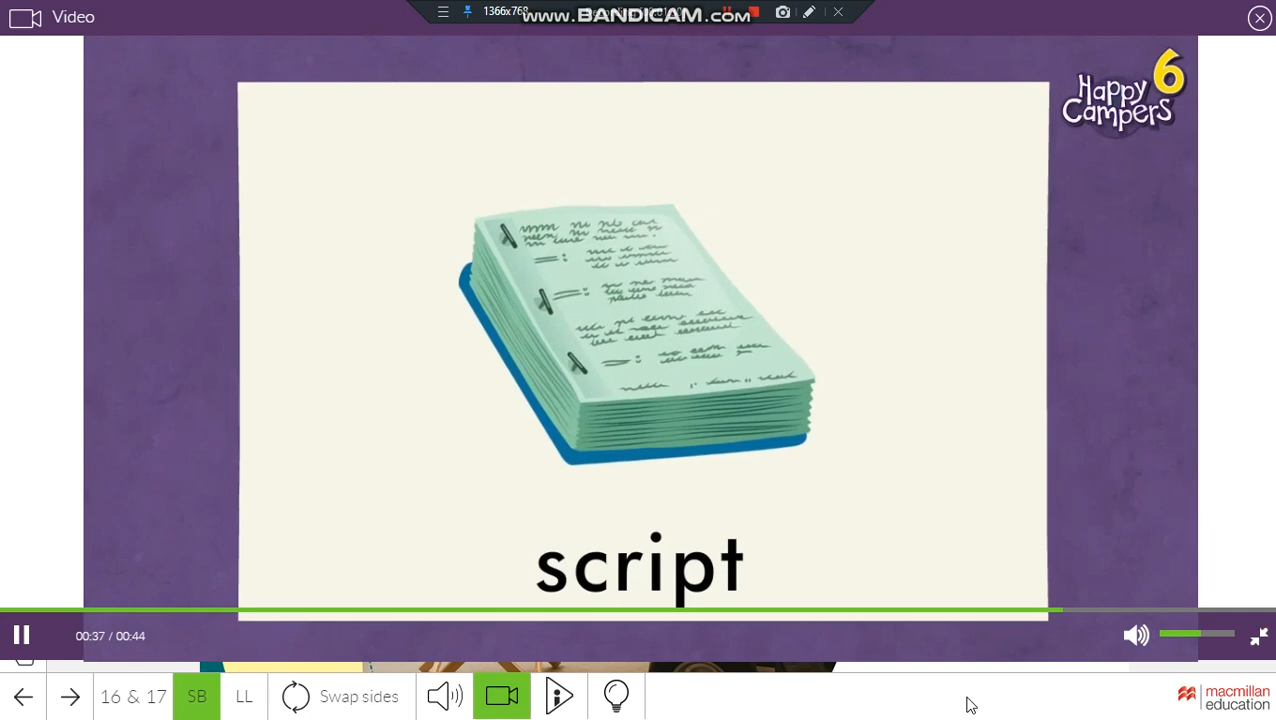 Video
1366x768
www.BANDICAM.com
Happy
Campers
6
script
00:37 / 00:44
16 & 17
SB
LL
Swap sides
macmillan
education